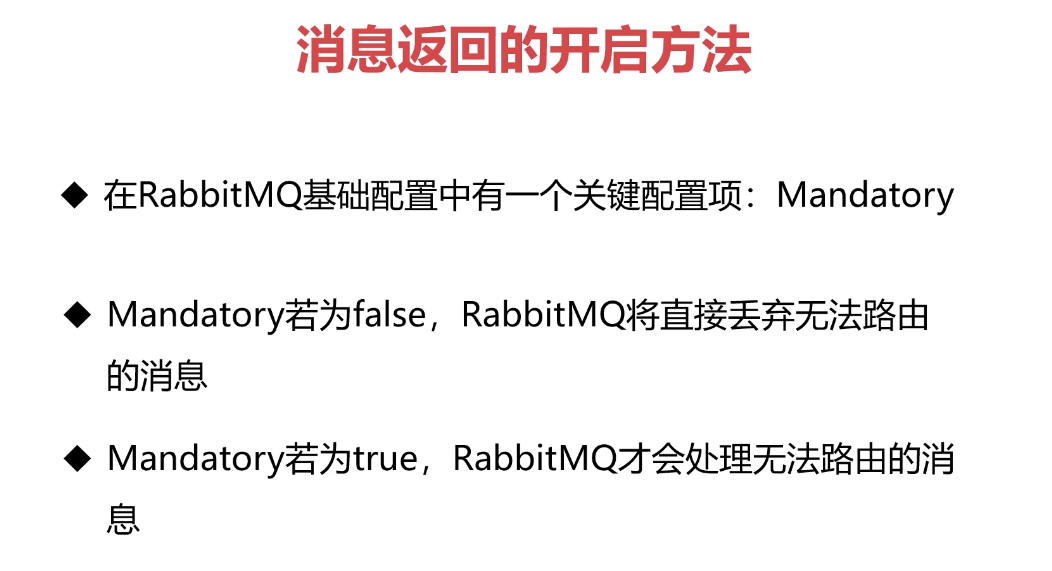 消息返回的开启方法
◆ 在RabbitMQ基础配置中有一个关键配置项：Mandatory
◆ Mandatory若为false，RabbitMQ将直接丢弃无法路由
的消息
◆ Mandatory若为true，RabbitMQ才会处理无法路由的消
息